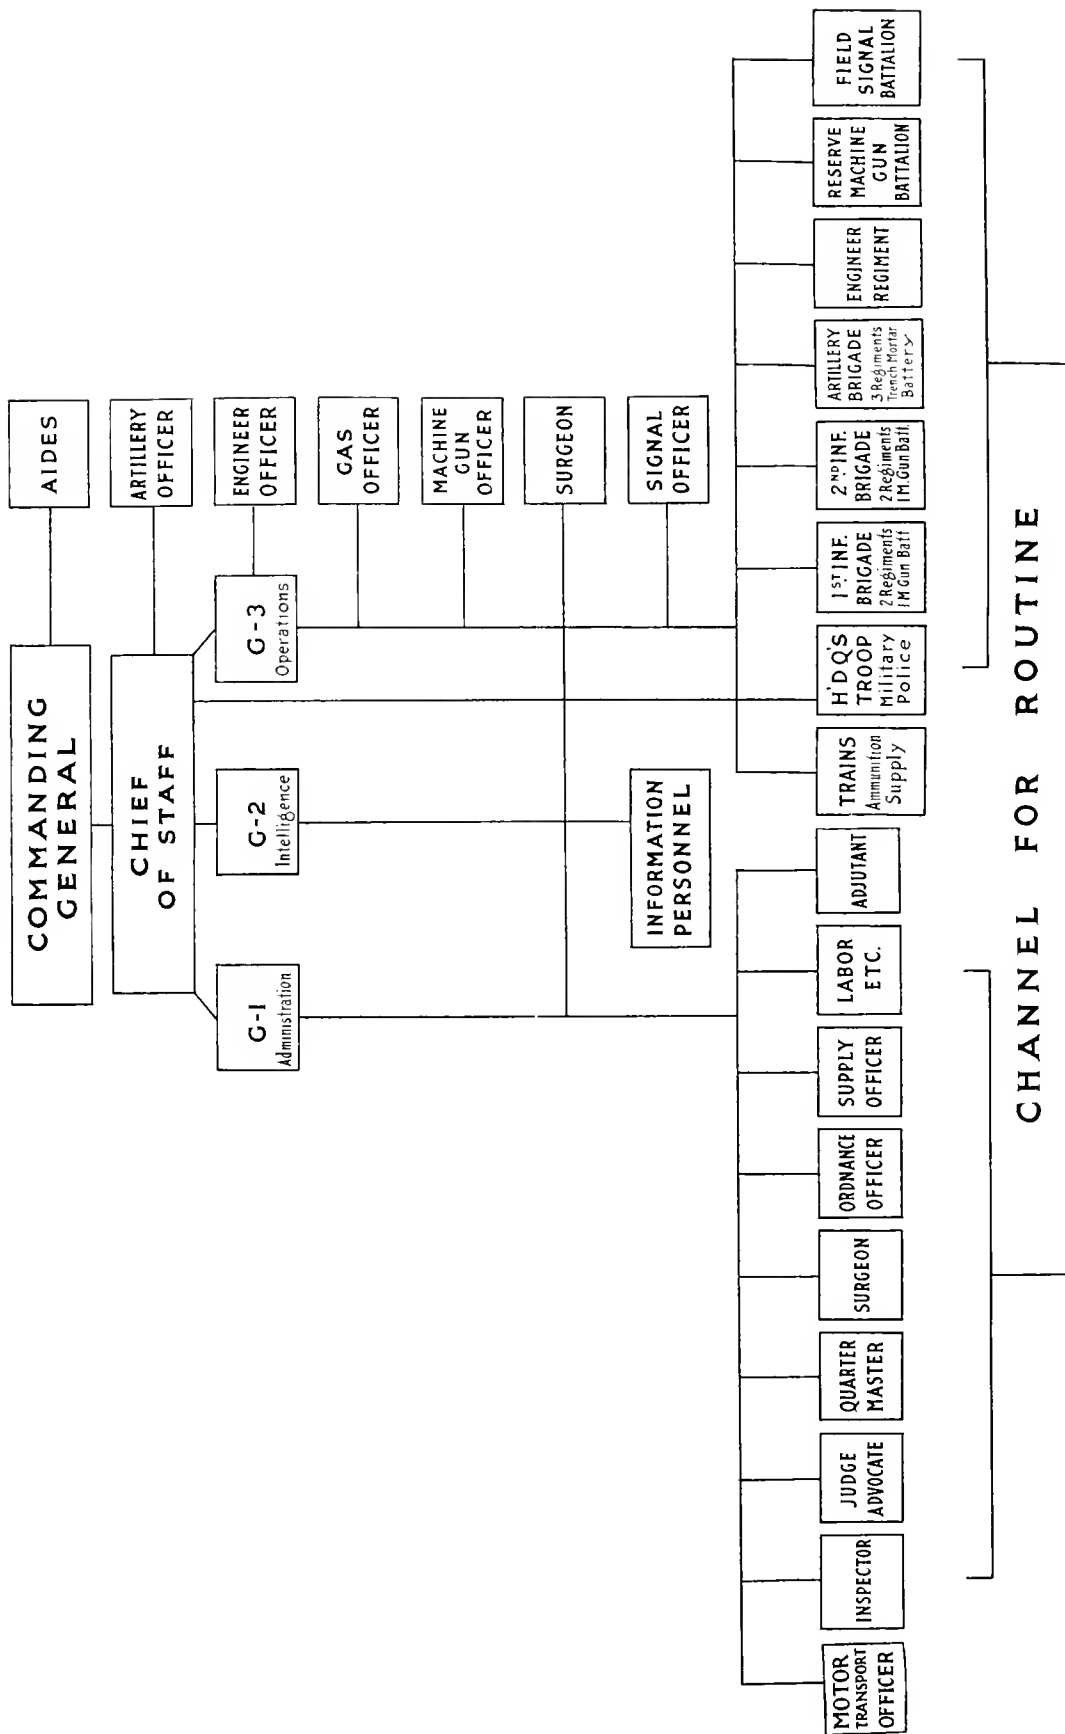 COMMANDING
GENERAL
AIDES
CHIEF
OF STAFF
ARTILLERY
OFFICER
G-1
Administration
G-2
Intelligence
G-3
Operations
ENGINEER
OFFICER
GAS
OFFICER
MACHINE
GUN
OFFICER
SURGEON
INFORMATION
PERSONNEL
SIGNAL
OFFICER
MOTOR
TRANSPORT
OFFICER
INSPECTOR
JUDGE
ADVOCATE
QUARTER
MASTER
SURGEON
ORDNANCE
OFFICER
SUPPLY
OFFICER
LABOR
ETC.
ADJUTANT
TRAINS
Ammunition
Supply
H'DQ'S
TROOP
Military
Police
1ST INF.
BRIGADE
2 Regiments
1 M Gun Batt
2ND INF.
BRIGADE
2 Regiments
1 M. Gun Batt.
ARTILLERY
BRIGADE
3 Regiments
Trench Mortar
Battery
ENGINEER
REGIMENT
RESERVE
MACHINE
GUN
BATTALION
FIELD
SIGNAL
BATTALION
CHANNEL FOR ROUTINE